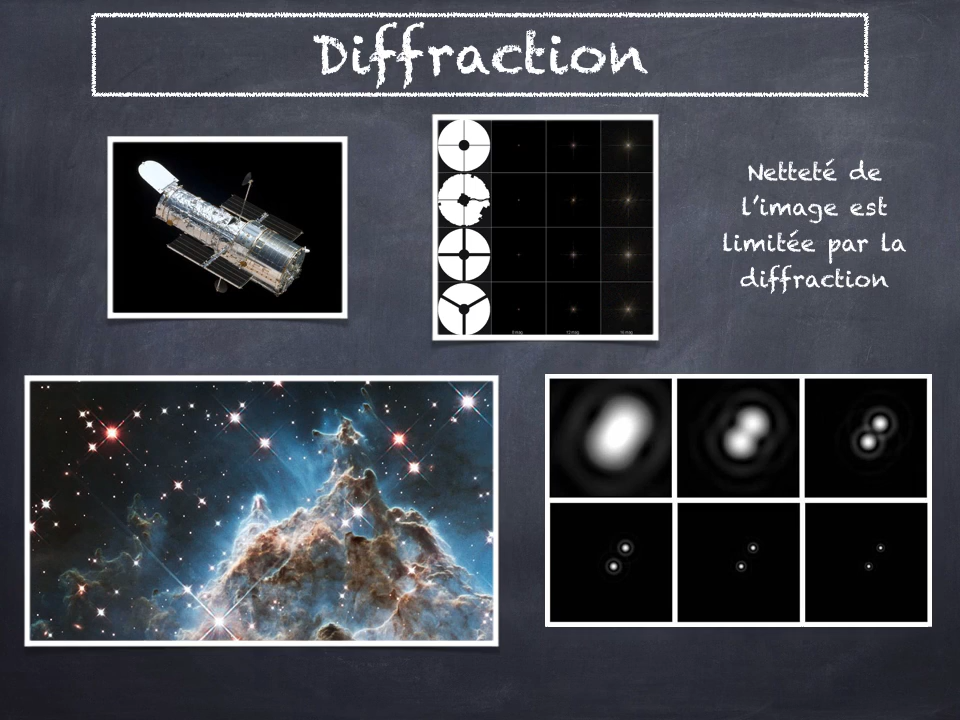 Diffraction
Netteté de
l'image est
limitée par la
diffraction